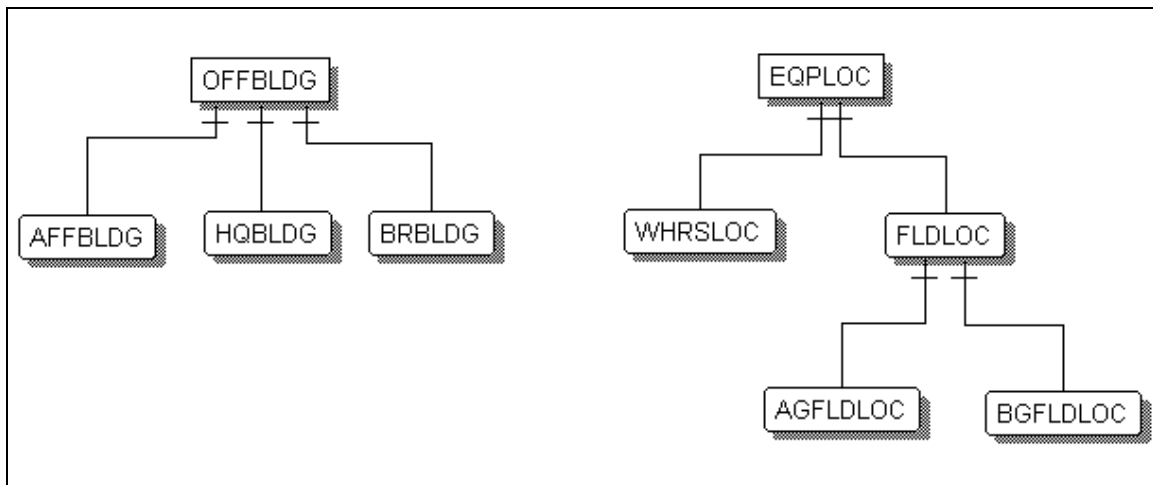 OFFBLDG
EQPLOC
AFFBLDG
HQBLDG
BRBLDG
WHRSLOC
FLDLOC
AGFLDLOC
BGFLDLOC